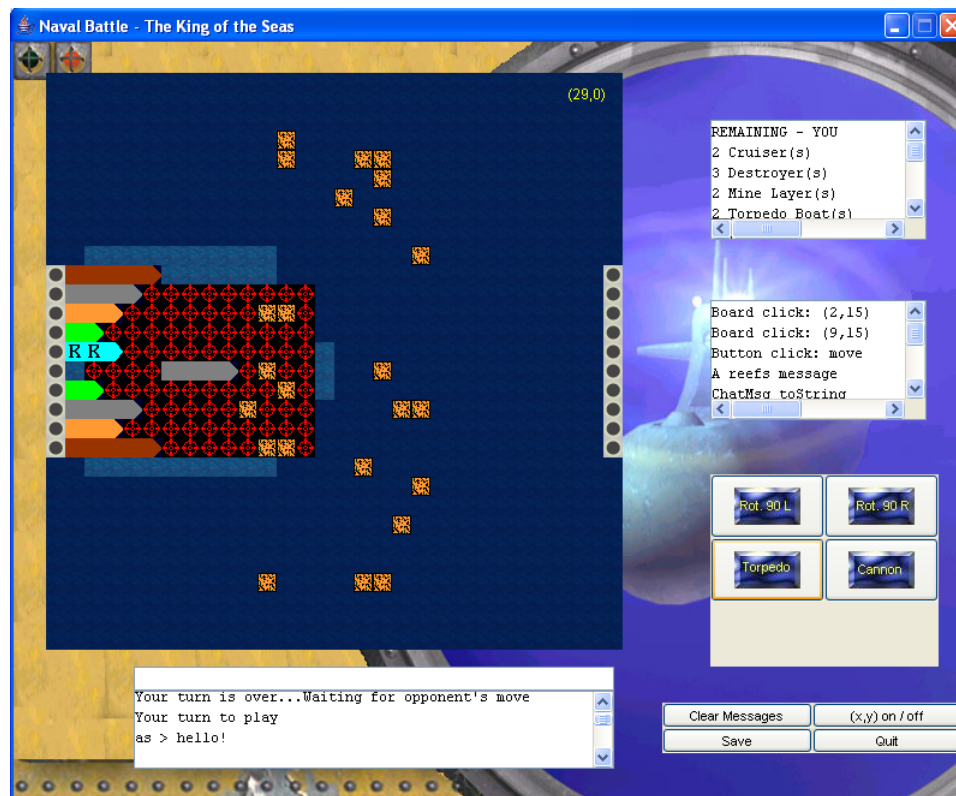 Naval Battle - The King of the Seas
(29,0)
REMAINING - YOU
2 Cruiser(s)
3 Destroyer(s)
2 Mine Layer(s)
2 Torpedo Boat(s)
Board click: (2,15)
Board click: (9,15)
Button click: move
A reefs message
ChatMsg toString
R R
Rot. 90 L
Rot. 90 R
Torpedo
Cannon
Your turn is over...Waiting for opponent's move
Your turn to play
as > hello!
Clear Messages
(x,y) on / off
Save
Quit